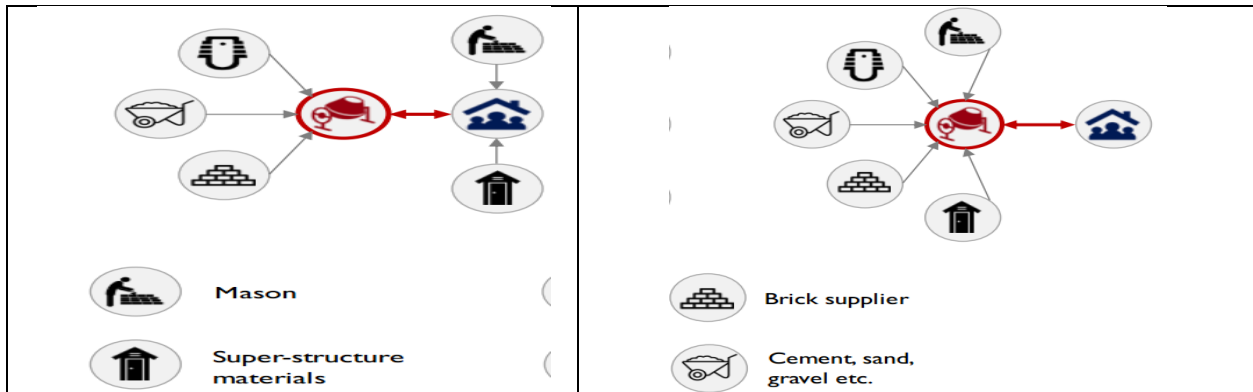 Mason
Super-structure
materials
Brick supplier
Cement, sand,
gravel etc.